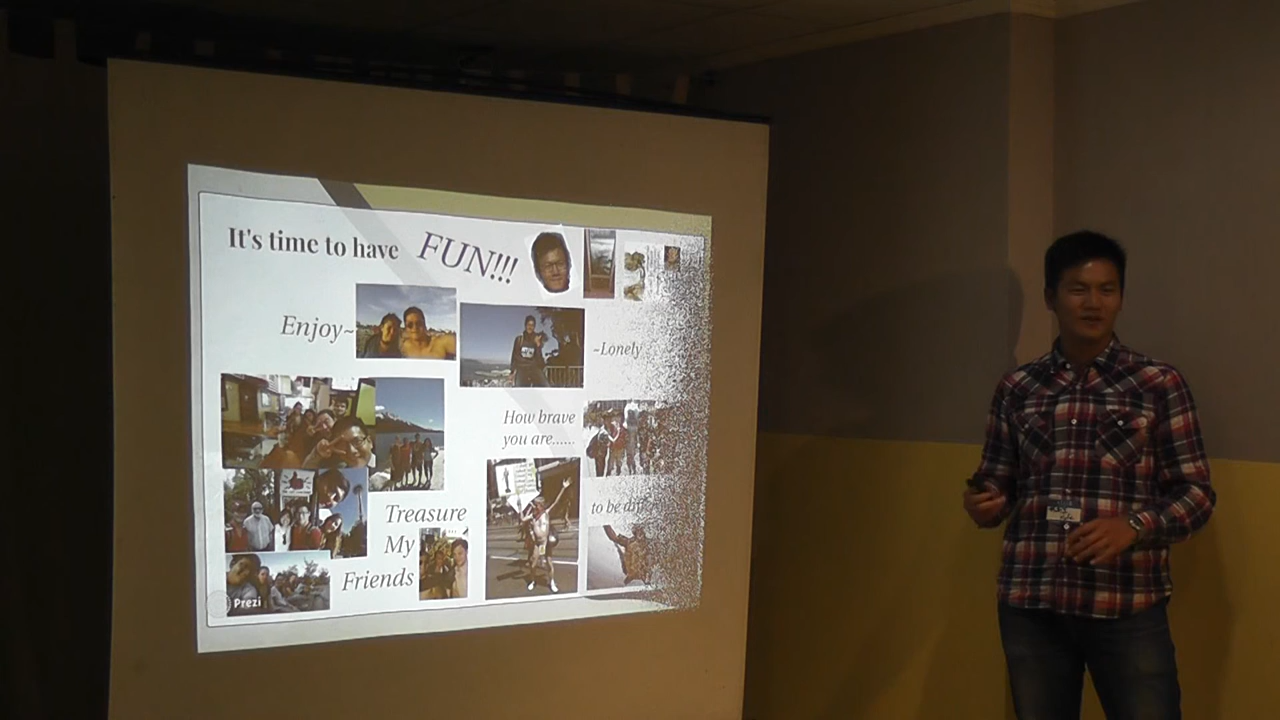 It's time to have FUN!!!
Enjoy~
~Lonely
How brave
you are......
to be
Treasure
My
Friends
Prezi